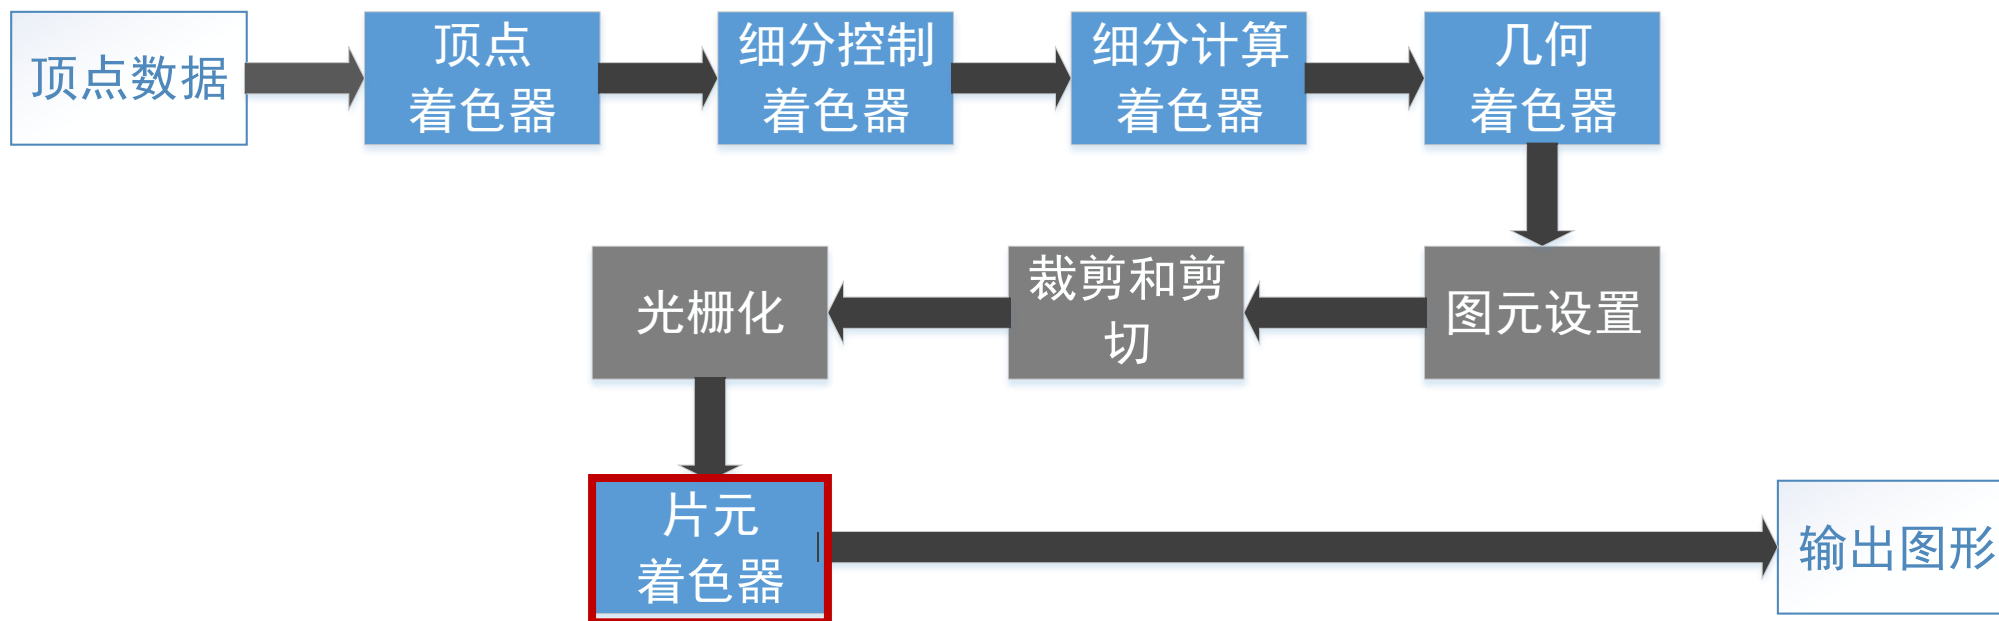 顶点数据
顶点
着色器
细分控制
着色器
细分计算
着色器
几何
着色器
光栅化
裁剪和剪
切
图元设置
片元
着色器
输出图形